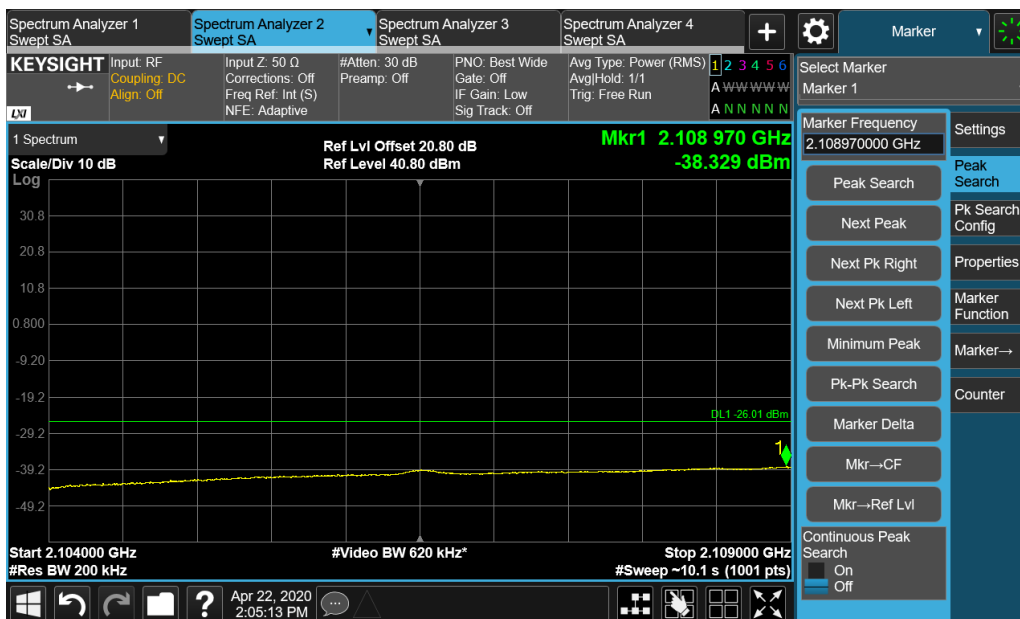 Spectrum Analyzer 1
Swept SA
Spectrum Analyzer 2
Swept SA
Spectrum Analyzer 3
Swept SA
Spectrum Analyzer 4
Swept SA
Marker
KEYSIGHT
LXI
Input: RF
Coupling: DC
Align: Off
Input Z: 50 Ω
Corrections: Off
Freq Ref: Int (S)
NFE: Adaptive
#Atten: 30 dB
Preamp: Off
PNO: Best Wide
Gate: Off
IF Gain: Low
Sig Track: Off
Avg Type: Power (RMS)
Avg|Hold: 1/1
Trig: Free Run
1 2 3 4 5 6
A W W W W W
A N N N N N
Select Marker
Marker 1
1 Spectrum
Scale/Div 10 dB
Log
Ref Lvl Offset 20.80 dB
Ref Level 40.80 dBm
Mkr1 2.108 970 GHz
-38.329 dBm
30.8
20.8
10.8
0.800
-9.20
-19.2
-29.2
-39.2
-49.2
DL1 -26.01 dBm
1
Start 2.104000 GHz
#Res BW 200 kHz
#Video BW 620 kHz*
Stop 2.109000 GHz
#Sweep ~10.1 s (1001 pts)
Marker Frequency
2.108970000 GHz
Peak Search
Next Peak
Next Pk Right
Next Pk Left
Minimum Peak
Pk-Pk Search
Marker Delta
Mkr→CF
Mkr→Ref Lvl
Continuous Peak
Search
On
Off
Settings
Peak
Search
Pk Search
Config
Properties
Marker
Function
Marker→
Counter
?
Apr 22, 2020
2:05:13 PM